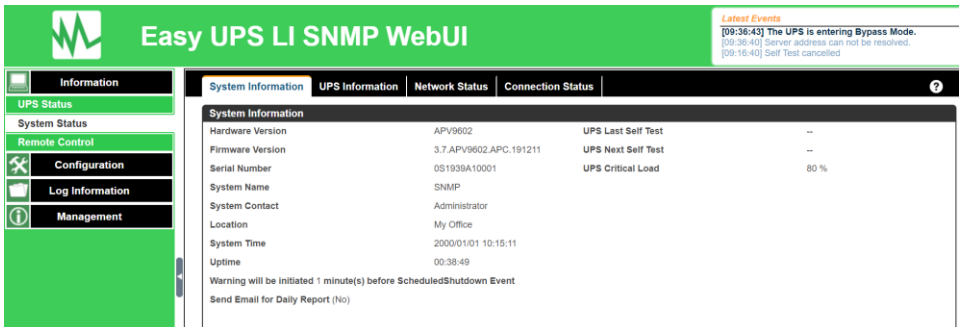 Easy UPS LI SNMP WebUI
Latest Events
[09:36:43] The UPS is entering Bypass Mode.
[09:36:40] Server address can not be resolved.
[09:16:40] Self Test cancelled
Information
UPS Status
System Status
Remote Control
Configuration
Log Information
Management
System Information UPS Information Network Status Connection Status ?
System Information
Hardware Version APV9602 UPS Last Self Test --
Firmware Version 3.7.APV9602.APC.191211 UPS Next Self Test --
Serial Number 0S1939A10001 UPS Critical Load 80 %
System Name SNMP
System Contact Administrator
Location My Office
System Time 2000/01/01 10:15:11
Uptime 00:38:49
Warning will be initiated 1 minute(s) before ScheduledShutdown Event
Send Email for Daily Report (No)